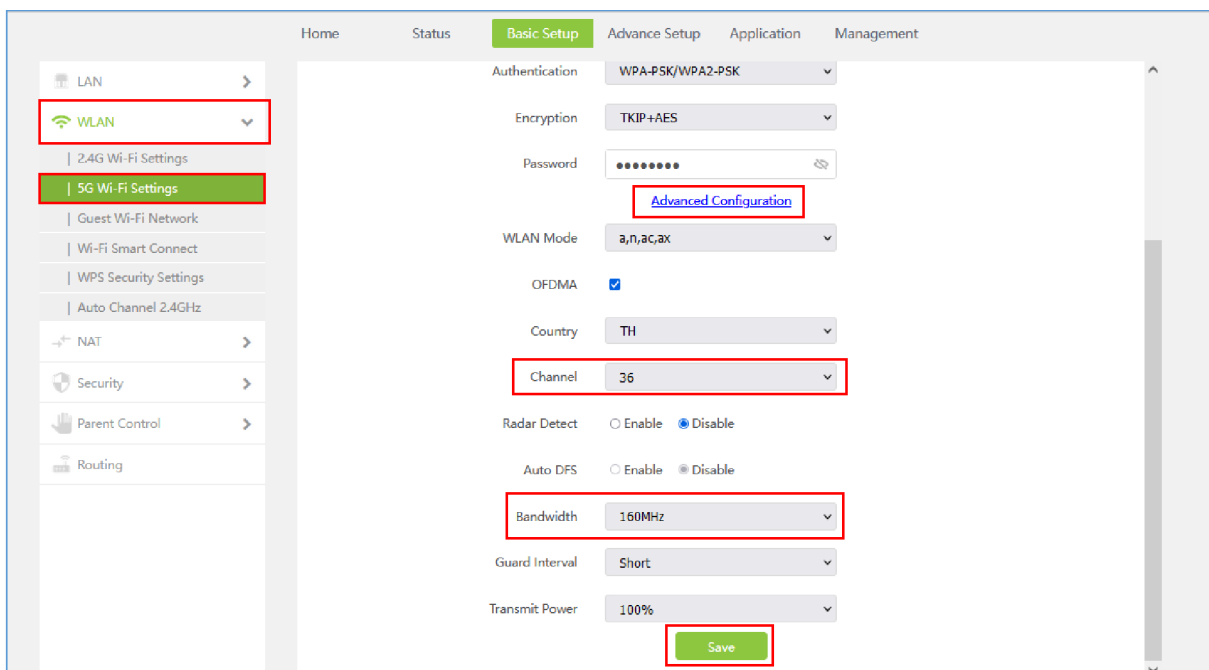 Home Status Basic Setup Advance Setup Application Management
LAN
WLAN
2.4G Wi-Fi Settings
5G Wi-Fi Settings
Guest Wi-Fi Network
Wi-Fi Smart Connect
WPS Security Settings
Auto Channel 2.4GHz
NAT
Security
Parent Control
Routing
Authentication WPA-PSK/WPA2-PSK
Encryption TKIP+AES
Password ●●●●●●●●
Advanced Configuration
WLAN Mode a,n,ac,ax
OFDMA
Country TH
Channel 36
Radar Detect Enable Disable
Auto DFS Enable Disable
Bandwidth 160MHz
Guard Interval Short
Transmit Power 100%
Save